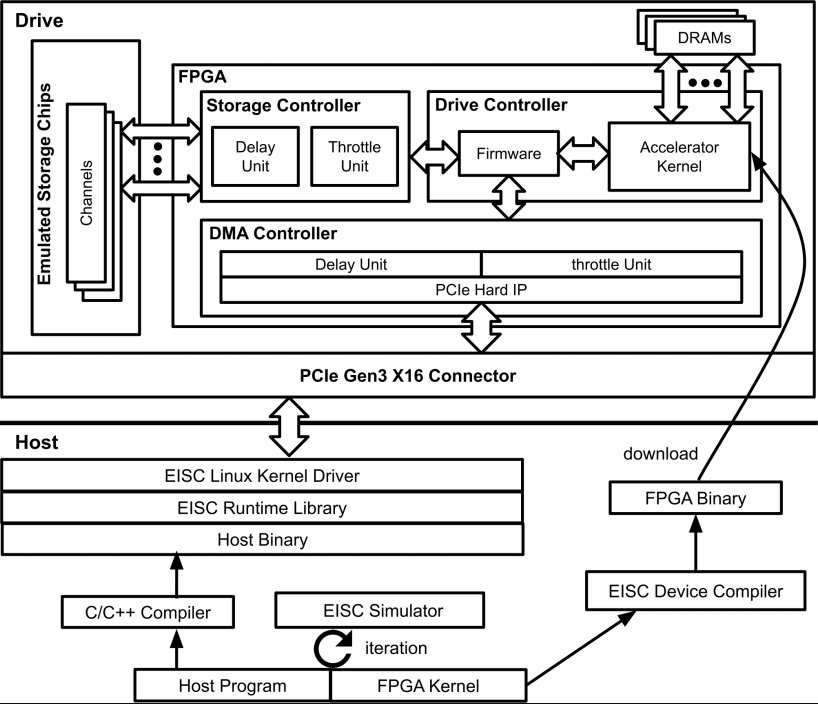 Drive
DRAMs
FPGA
Emulated Storage Chips
Channels
Storage Controller
Delay
Unit
Throttle
Unit
Drive Controller
Firmware
Accelerator
Kernel
DMA Controller
Delay Unit
throttle Unit
PCIe Hard IP
PCIe Gen3 X16 Connector
Host
EISC Linux Kernel Driver
EISC Runtime Library
Host Binary
download
FPGA Binary
C/C++ Compiler
EISC Simulator
EISC Device Compiler
iteration
Host Program
FPGA Kernel